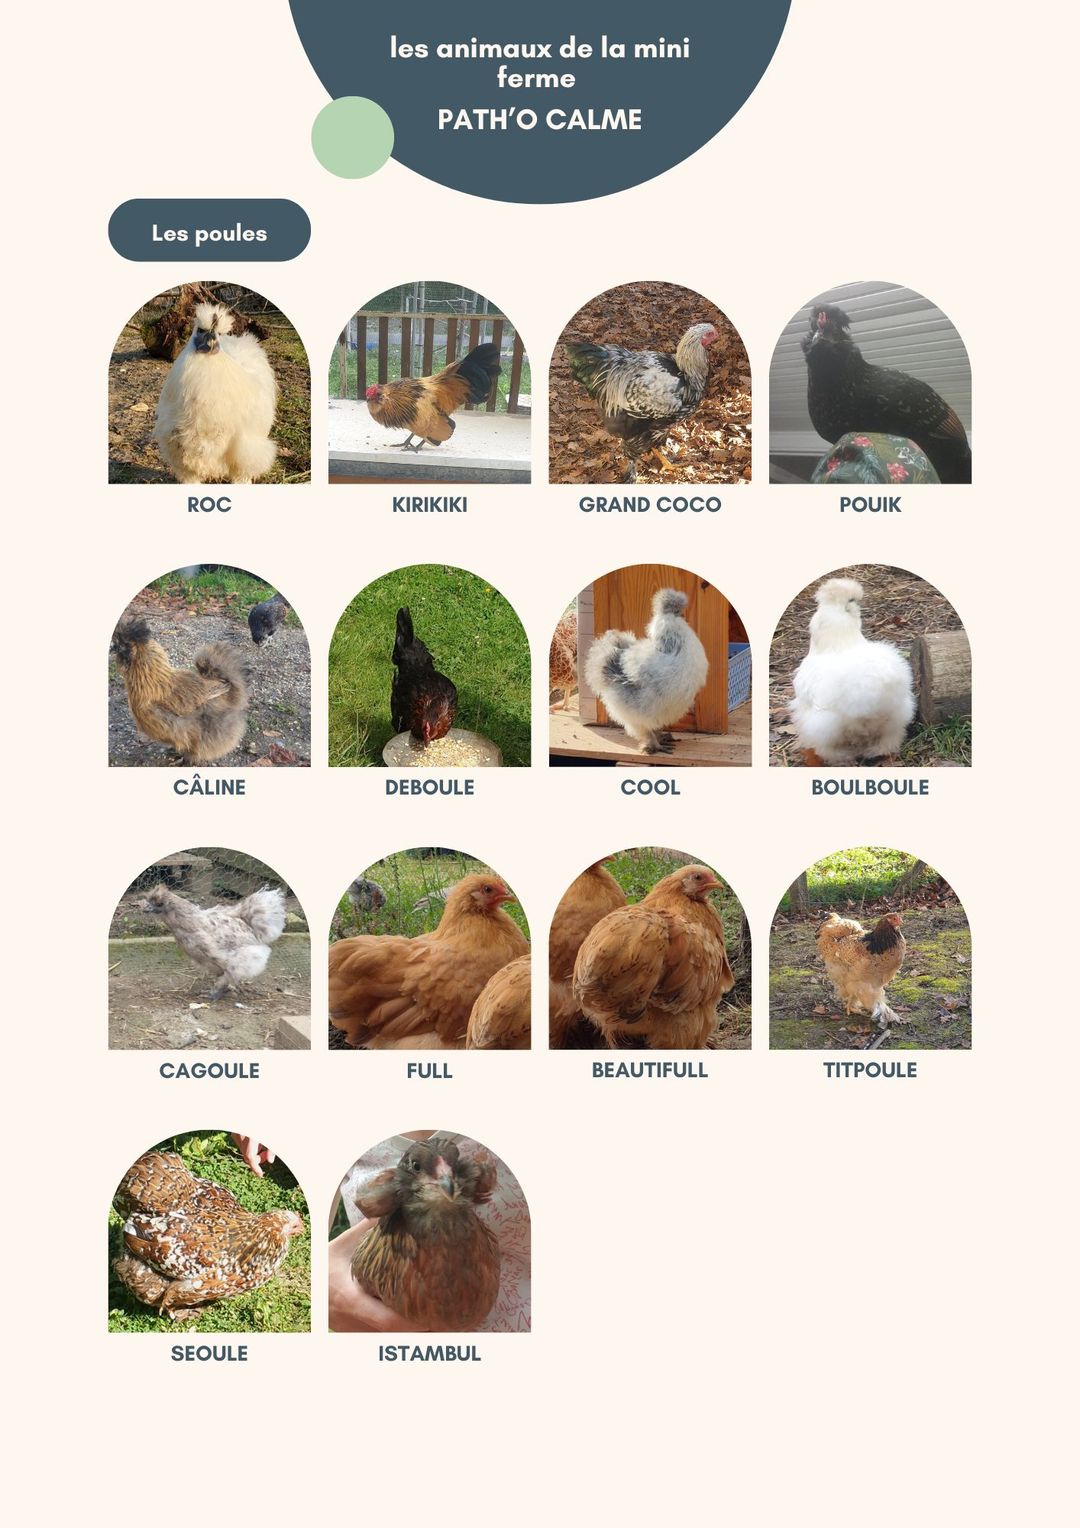 les animaux de la mini
ferme
PATH’O CALME
Les poules
ROC
KIRIKIKI
GRAND COCO
POUIK
CÂLINE
DEBOULE
COOL
BOULBOULE
CAGOULE
FULL
BEAUTIFULL
TITPOULE
SEOULE
ISTAMBUL